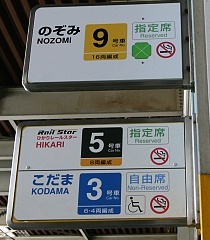 のぞみ
NOZOMI
9 号車
Car No.
16両編成
指定席
Reserved
Rail Star
ひかりレールスター
HIKARI
5 号車
Car No.
8両編成
指定席
Reserved
こだま
KODAMA
3 号車
Car No.
6・4両編成
自由席
Non-Reserved